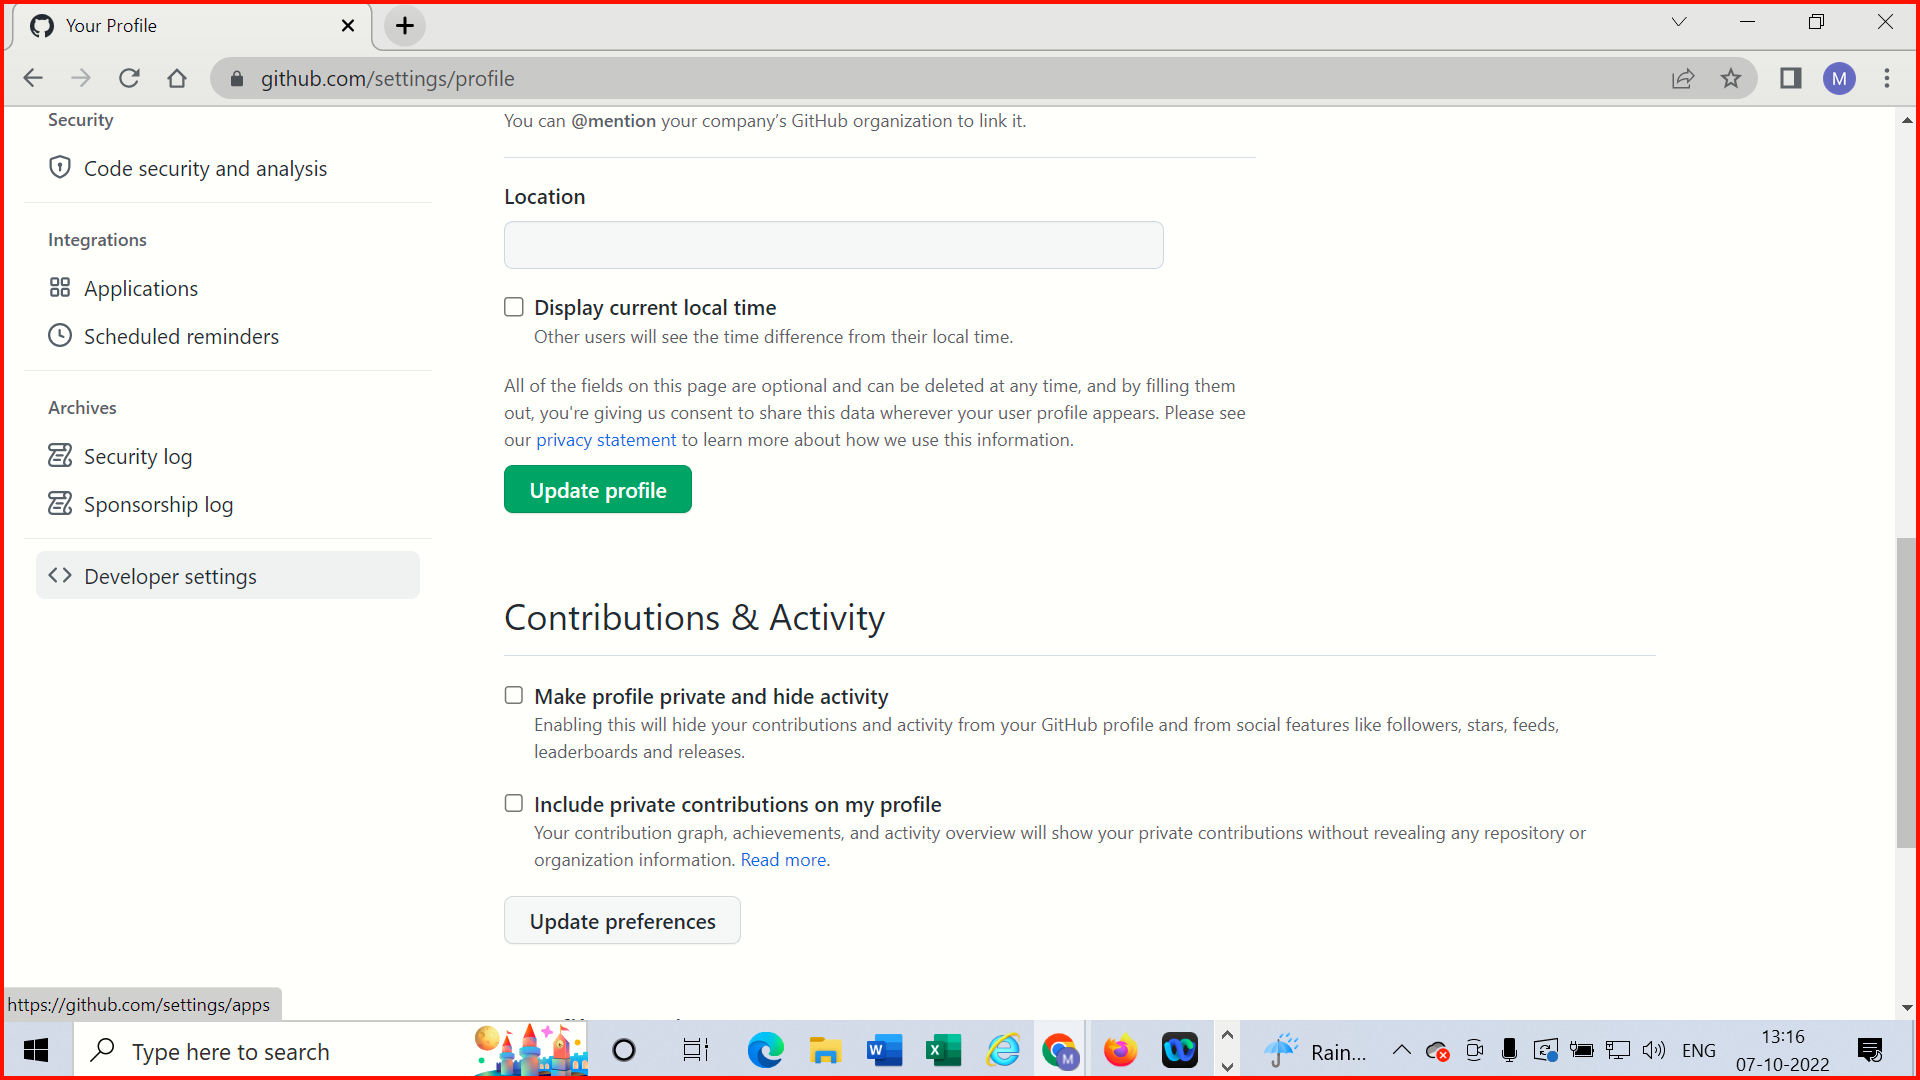 Your Profile
github.com/settings/profile
M
Security
Code security and analysis
Integrations
Applications
Scheduled reminders
Archives
Security log
Sponsorship log
Developer settings
You can @mention your company's GitHub organization to link it.
Location
Display current local time
Other users will see the time difference from their local time.
All of the fields on this page are optional and can be deleted at any time, and by filling them
out, you're giving us consent to share this data wherever your user profile appears. Please see
our privacy statement to learn more about how we use this information.
Update profile
Contributions & Activity
Make profile private and hide activity
Enabling this will hide your contributions and activity from your GitHub profile and from social features like followers, stars, feeds,
leaderboards and releases.
Include private contributions on my profile
Your contribution graph, achievements, and activity overview will show your private contributions without revealing any repository or
organization information. Read more.
Update preferences
https://github.com/settings/apps
Type here to search
W
X
M
Rain...
ENG
13:16
07-10-2022